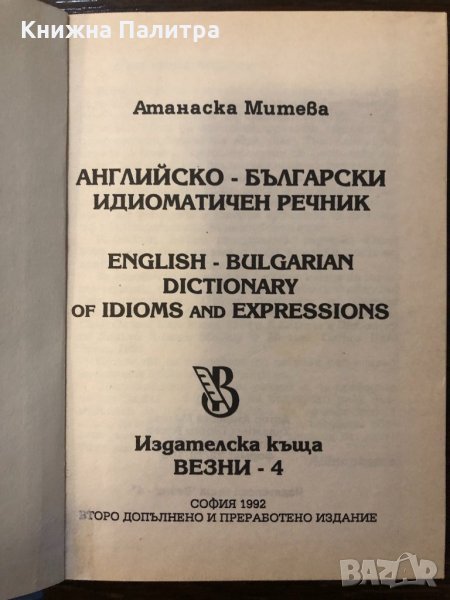 Книжна Палитра
Атанаска Митева
АНГЛИЙСКО - БЪЛГАРСКИ
ИДИОМАТИЧЕН РЕЧНИК
ENGLISH - BULGARIAN
DICTIONARY
OF IDIOMS AND EXPRESSIONS
Издателска къща
ВЕЗНИ - 4
СОФИЯ 1992
ВТОРО ДОПЪЛНЕНО И ПРЕРАБОТЕНО ИЗДАНИЕ
BAZAR